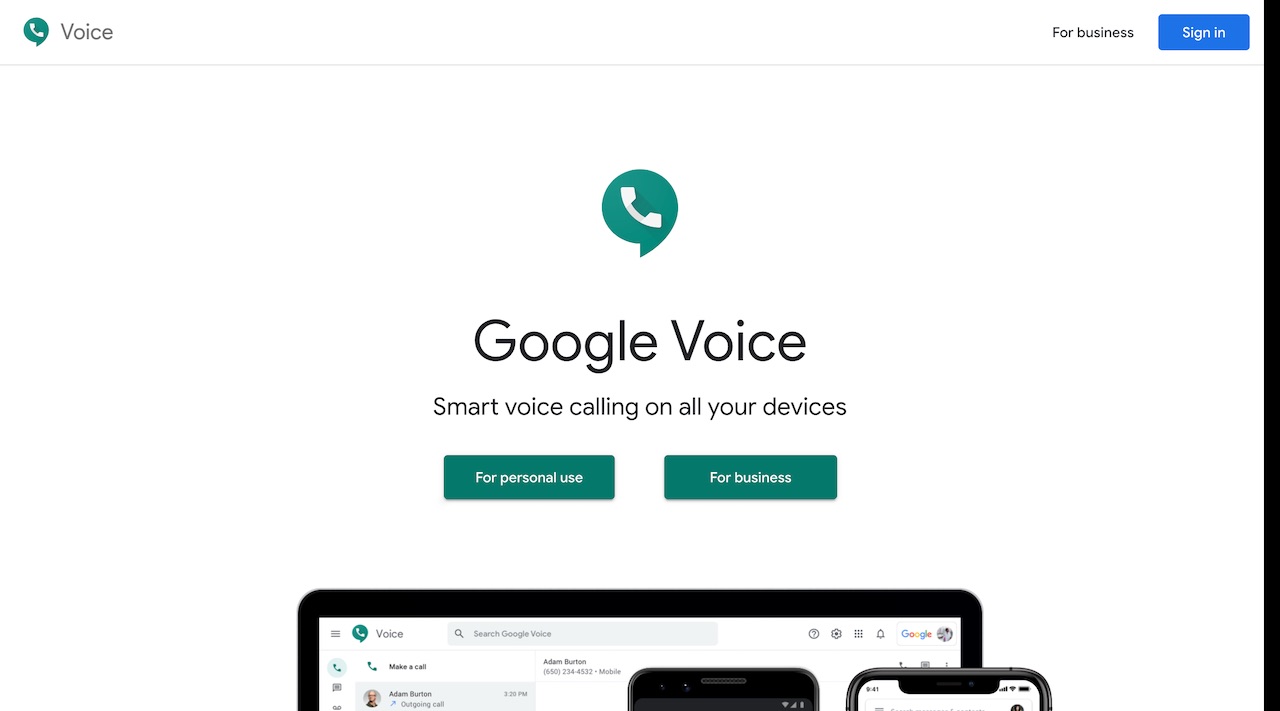 Voice
For business
Sign in
Google Voice
Smart voice calling on all your devices
For personal use
For business
Voice
Search Google Voice
Google
Make a call
Adam Burton
(650) 234-4532 • Mobile
Adam Burton
3:20 PM
Outgoing call
9:41